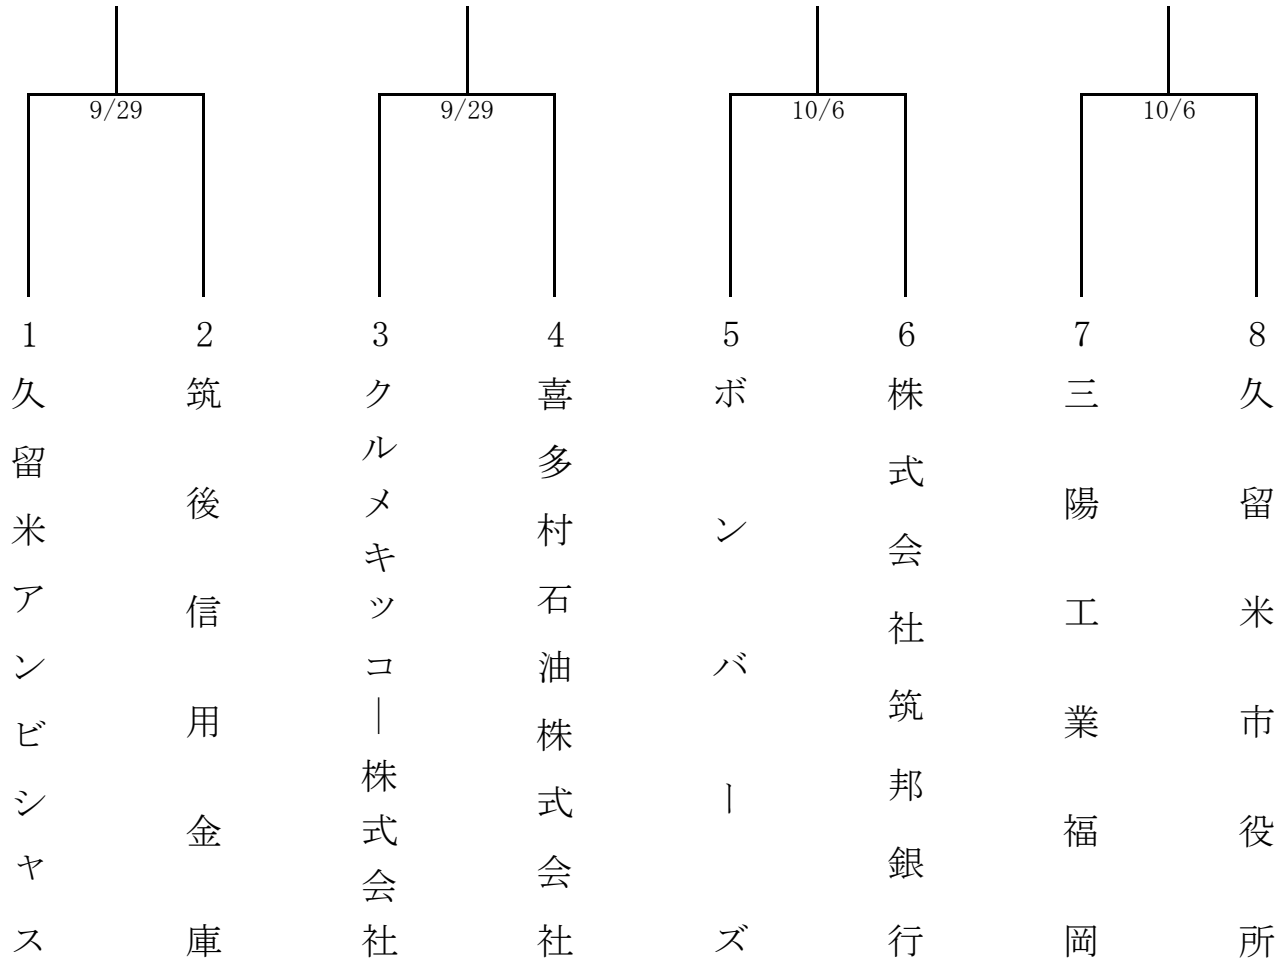 9/29
9/29
10/6
10/6
1
2
3
4
5
6
7
8
久留米アンビシャス
筑後信用金庫
クルメキッコ―株式会社
喜多村石油株式会社
ボンバーズ
株式会社筑邦銀行
三陽工業福岡
久留米市役所